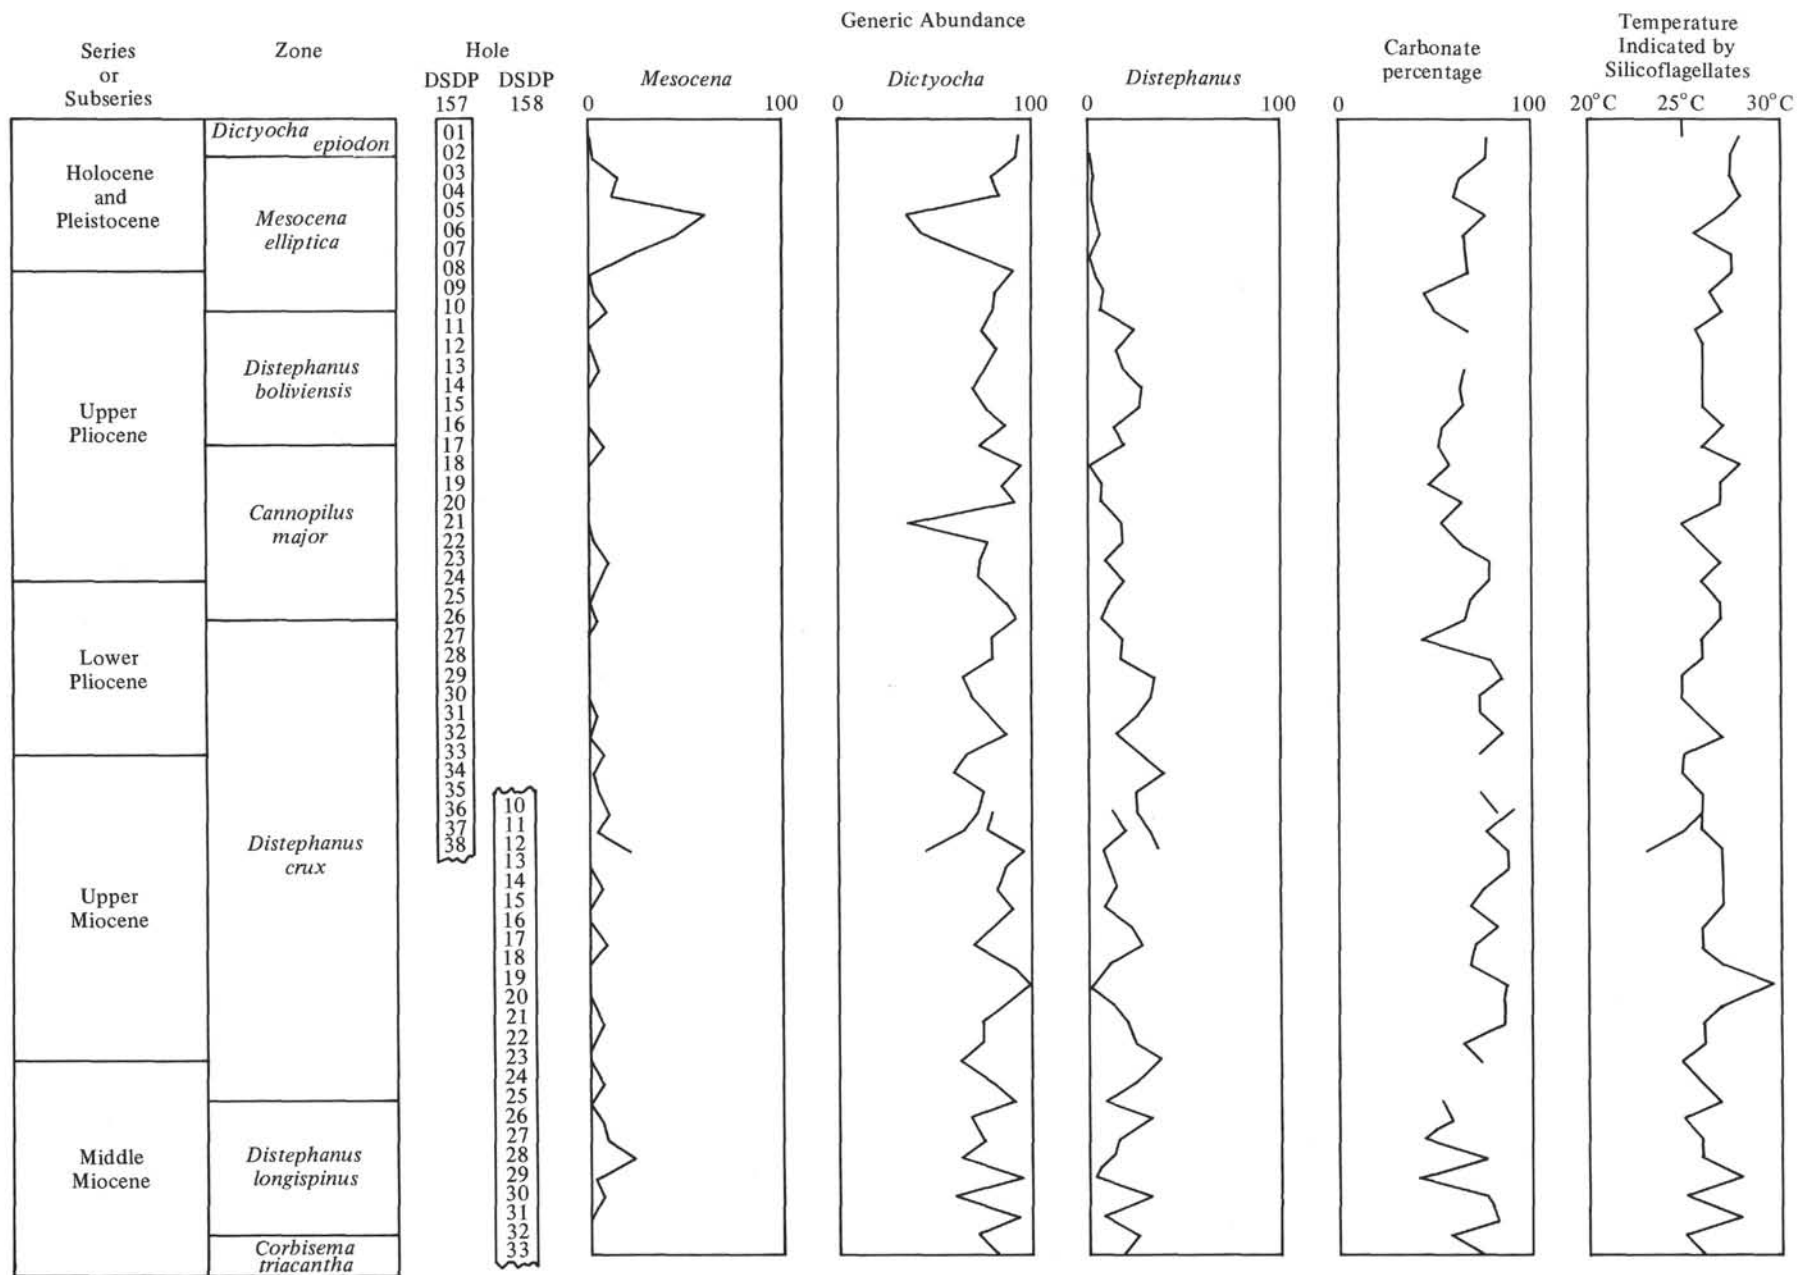 Generic Abundance
Series
or
Subseries
Zone
Hole
DSDP
157
DSDP
158
Mesocena
0 100
Dictyocha
0 100
Distephanus
0 100
Carbonate
percentage
0 100
Temperature
Indicated by
Silicoflagellates
20°C 25°C 30°C
Holocene
and
Pleistocene
Upper
Pliocene
Lower
Pliocene
Upper
Miocene
Middle
Miocene
Dictyocha
epiodon
Mesocena
elliptica
Distephanus
boliviensis
Cannopilus
major
Distephanus
crux
Distephanus
longispinus
Corbisema
triacantha
01
02
03
04
05
06
07
08
09
10
11
12
13
14
15
16
17
18
19
20
21
22
23
24
25
26
27
28
29
30
31
32
33
34
35
36
37
38
10
11
12
13
14
15
16
17
18
19
20
21
22
23
24
25
26
27
28
29
30
31
32
33